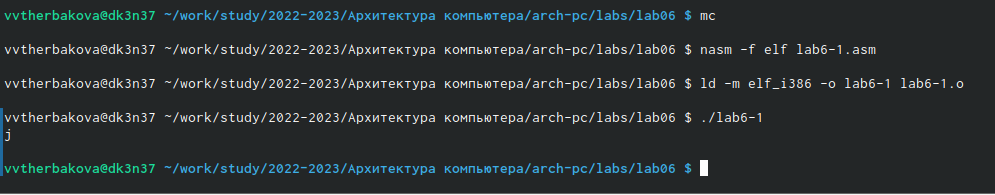 vvtherbakova@dk3n37 ~/work/study/2022-2023/Архитектура компьютера/arch-pc/labs/lab06 $ mc
vvtherbakova@dk3n37 ~/work/study/2022-2023/Архитектура компьютера/arch-pc/labs/lab06 $ nasm -f elf lab6-1.asm
vvtherbakova@dk3n37 ~/work/study/2022-2023/Архитектура компьютера/arch-pc/labs/lab06 $ ld -m elf_i386 -o lab6-1 lab6-1.o
vvtherbakova@dk3n37 ~/work/study/2022-2023/Архитектура компьютера/arch-pc/labs/lab06 $ ./lab6-1
j
vvtherbakova@dk3n37 ~/work/study/2022-2023/Архитектура компьютера/arch-pc/labs/lab06 $